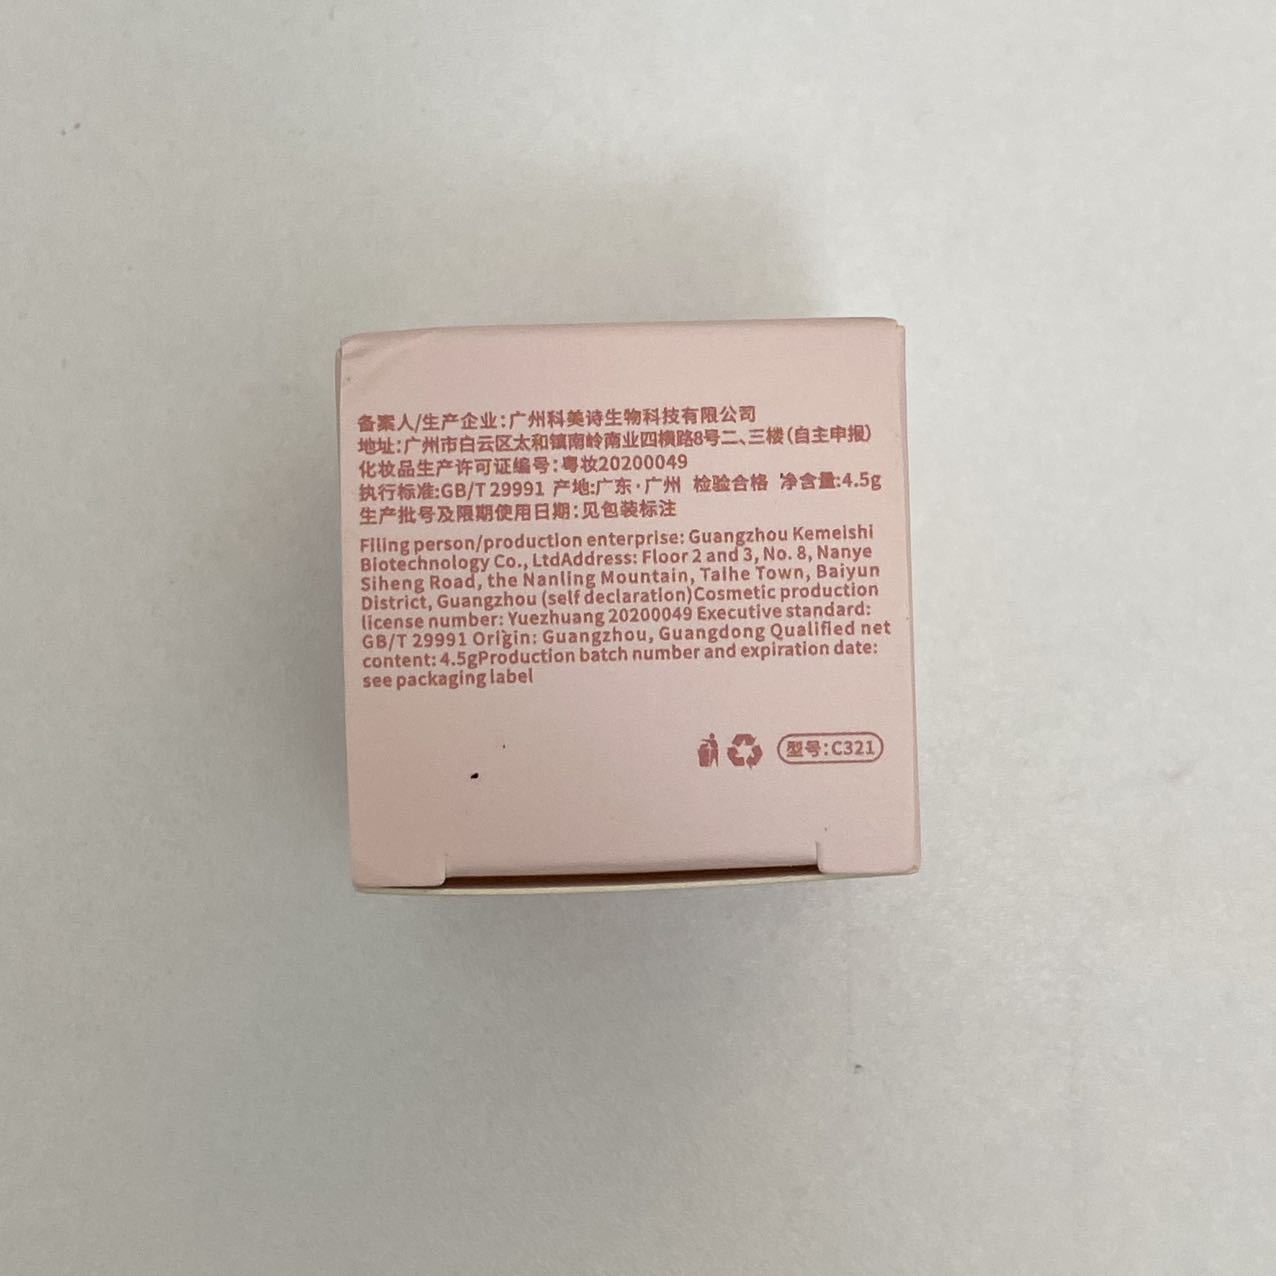 备案人/生产企业:广州科美诗生物科技有限公司
地址:广州市白云区太和镇南岭南业四横路8号二、三楼(自主申报)
化妆品生产许可证编号:粤妆20200049
执行标准:GB/T 29991 产地:广东·广州 检验合格 净含量:4.5g
生产批号及限期使用日期:见包装标注
Filing person/production enterprise: Guangzhou Kemeishi
Biotechnology Co., LtdAddress: Floor 2 and 3, No. 8, Nanye
Siheng Road, the Nanling Mountain, Taihe Town, Baiyun
District, Guangzhou (self declaration)Cosmetic production
license number: Yuezhuang 20200049 Executive standard:
GB/T 29991 Origin: Guangzhou, Guangdong Qualified net
content: 4.5gProduction batch number and expiration date:
see packaging label
型号:C321